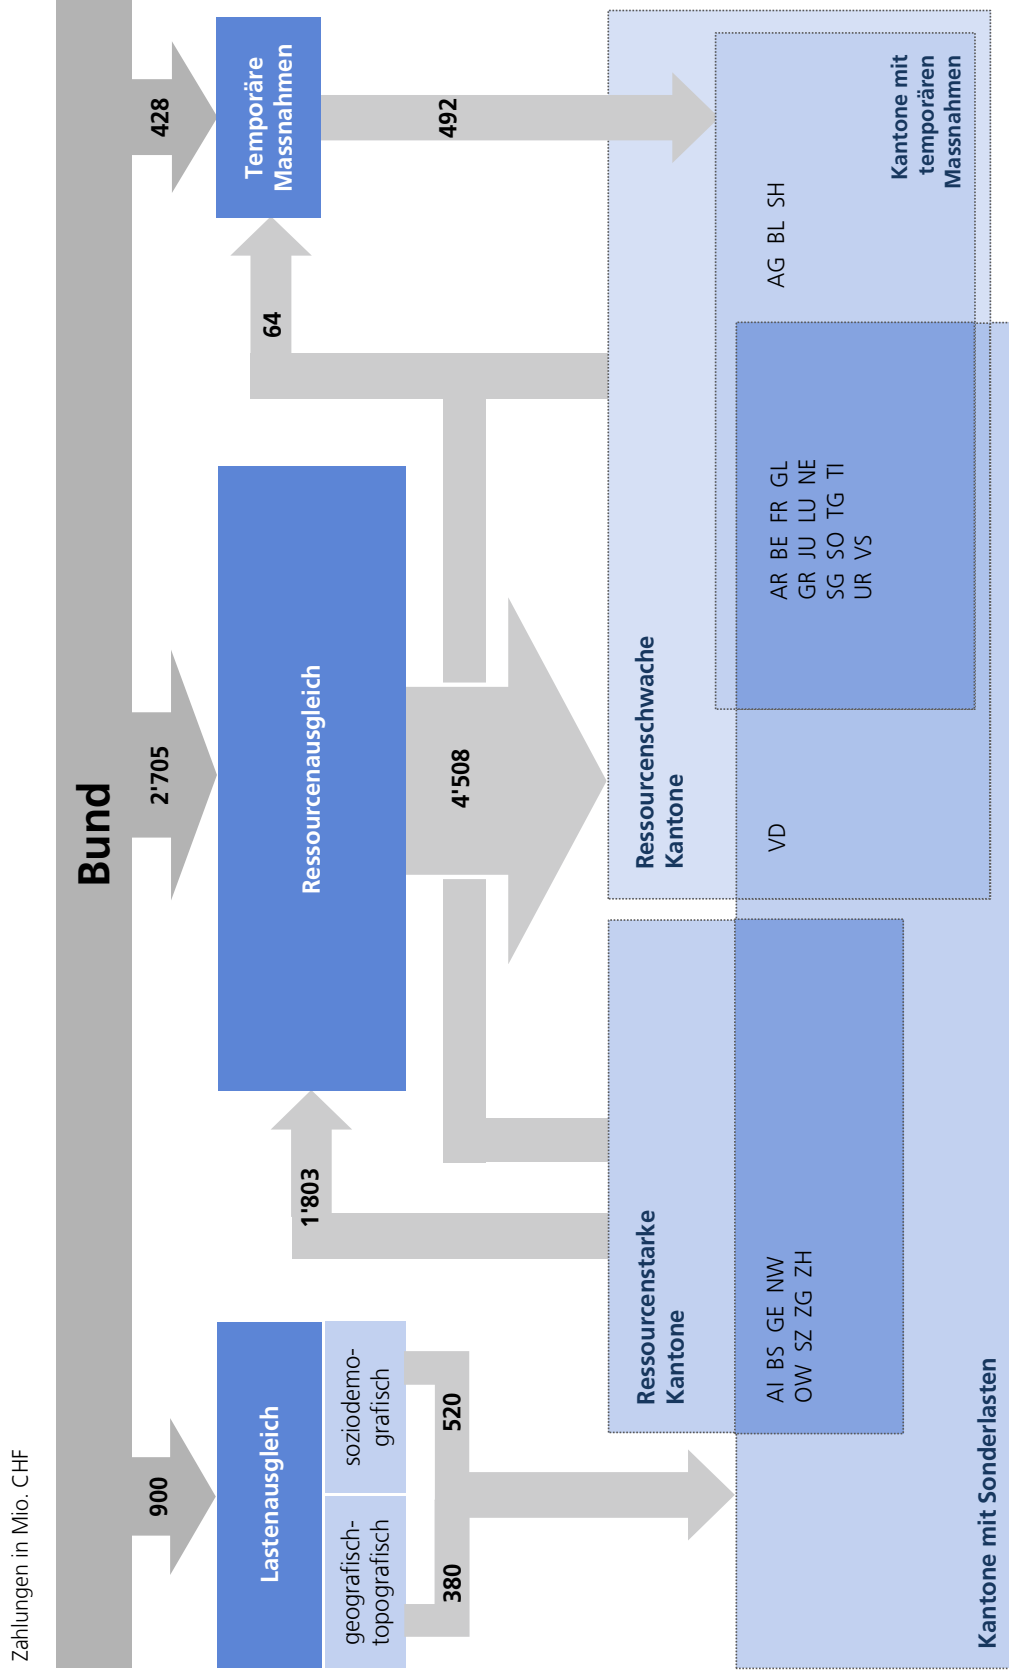 Zahlungen in Mio. CHF
Bund
900
2'705
428
Lastenausgleich
geografisch-
topografisch
soziodemo-
grafisch
Ressourcenausgleich
Temporäre
Massnahmen
1'803
64
380
520
4'508
492
Ressourcenstarke
Kantone
Ressourcenschwache
Kantone
AI BS GE NW
OW SZ ZG ZH
VD
AR BE FR GL
GR JU LU NE
SG SO TG TI
UR VS
AG BL SH
Kantone mit
temporären
Massnahmen
Kantone mit Sonderlasten